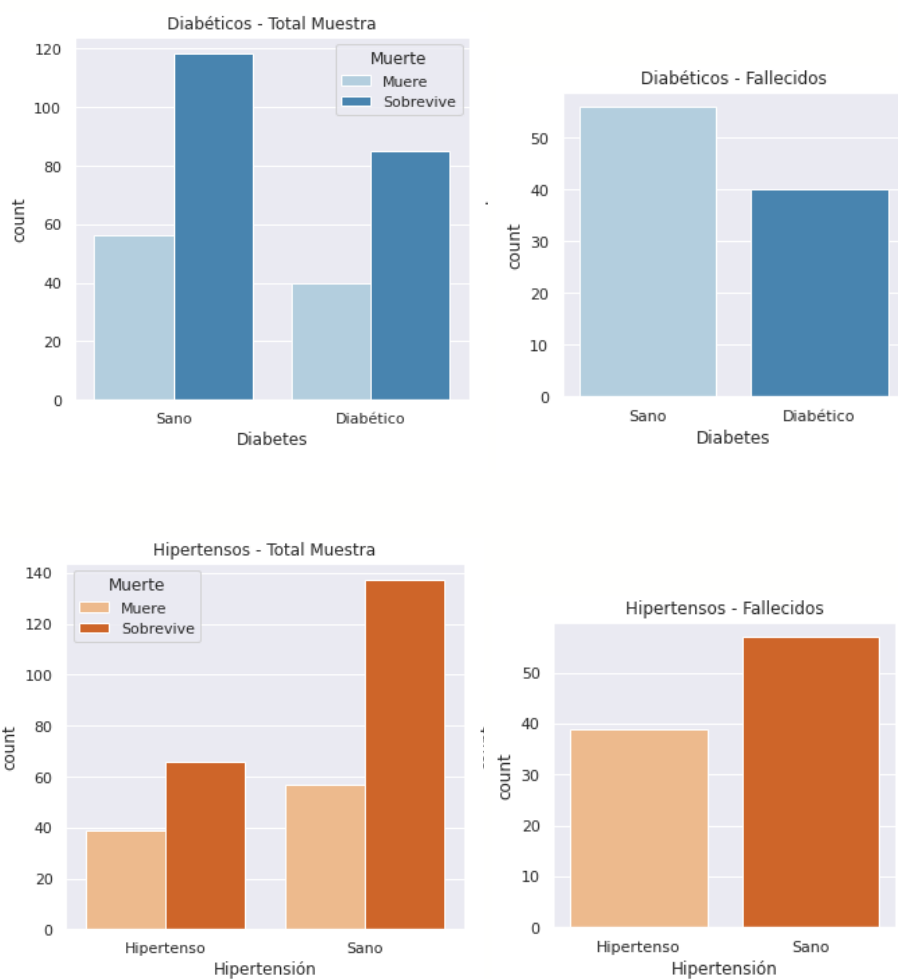 Diabéticos - Total Muestra
120
100
80
60
40
20
0
count
Muerte
Muere
Sobrevive
Sano
Diabético
Diabetes
Diabéticos - Fallecidos
50
40
30
20
10
0
count
Sano
Diabético
Diabetes
Hipertensos - Total Muestra
140
120
100
80
60
40
20
0
count
Muerte
Muere
Sobrevive
Hipertenso
Sano
Hipertensión
Hipertensos - Fallecidos
50
40
30
20
10
0
count
Hipertenso
Sano
Hipertensión